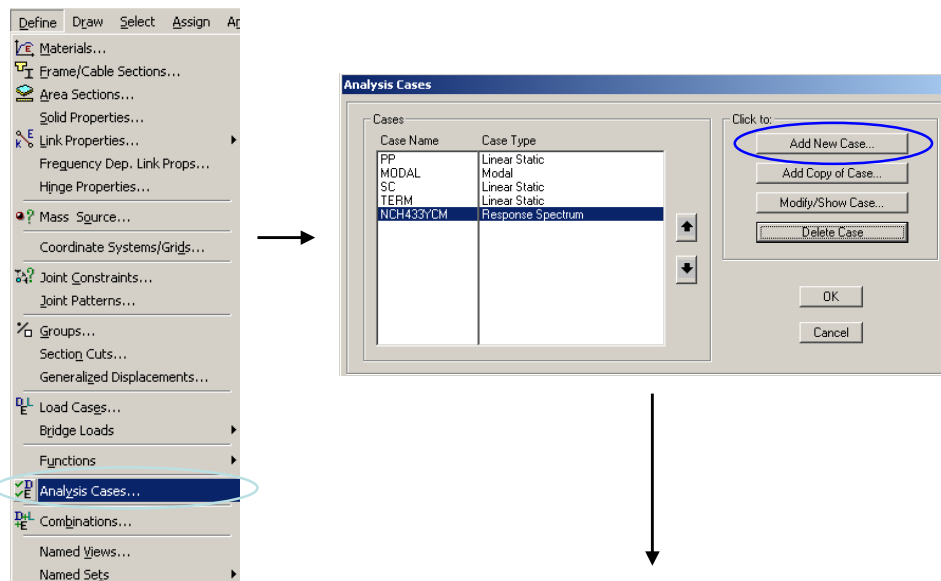 Define Draw Select Assign
Materials...
Frame/Cable Sections...
Area Sections...
Solid Properties...
Link Properties...
Frequency Dep. Link Props...
Hinge Properties...
Mass Source...
Coordinate Systems/Grids...
Joint Constraints...
Joint Patterns...
Groups...
Section Cuts...
Generalized Displacements...
Load Cases...
Bridge Loads
Functions
Analysis Cases...
Combinations...
Named Views...
Named Sets
Analysis Cases
Cases
Case Name Case Type
PP Linear Static
MODAL Modal
SC Linear Static
TERM Linear Static
NCH433YCM Response Spectrum
Click to:
Add New Case...
Add Copy of Case...
Modify/Show Case...
Delete Case
OK
Cancel